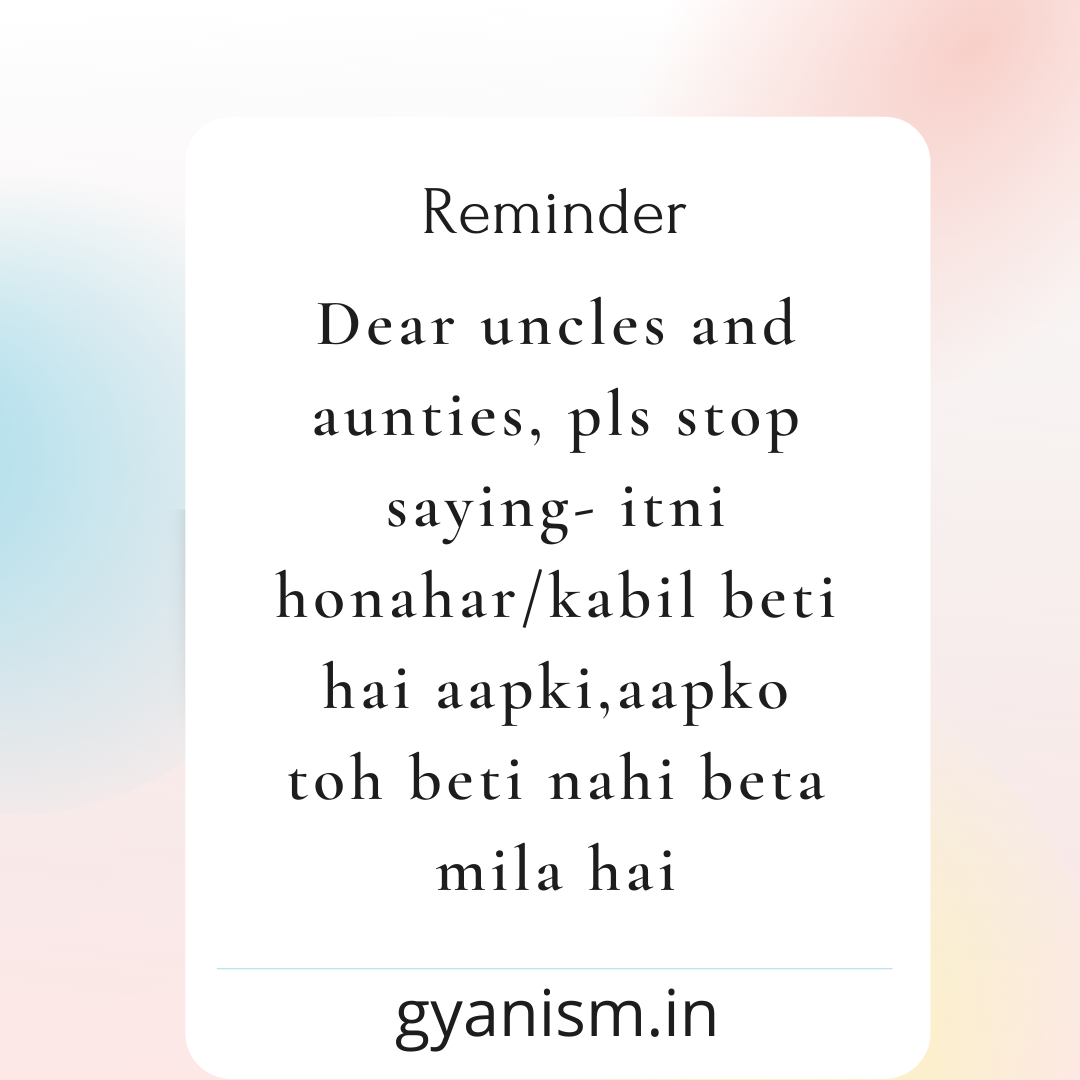 Reminder
Dear uncles and
aunties, pls stop
saying- itni
honahar/kabil beti
hai aapki,aapko
toh beti nahi beta
mila hai
gyanism.in